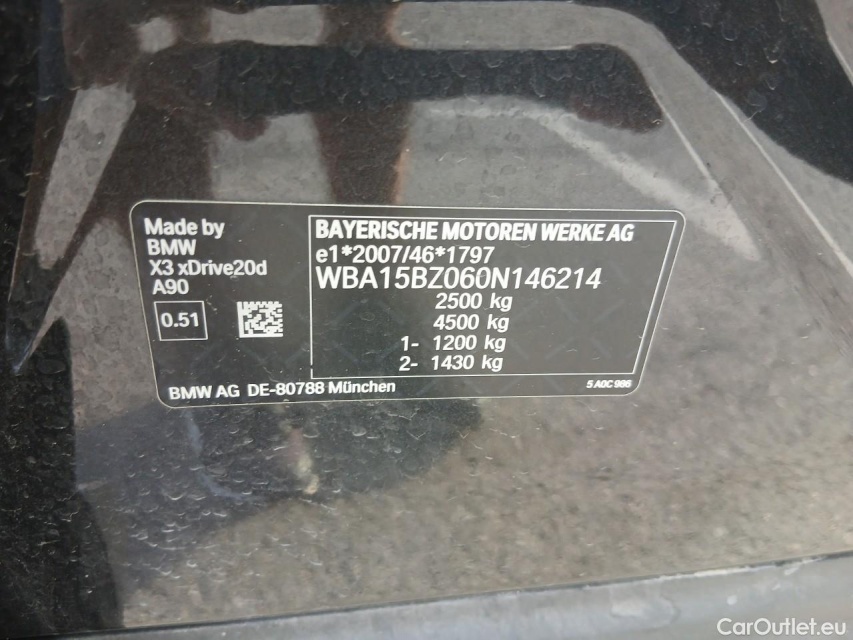 Made by
BMW
X3 xDrive20d
A90
0.51
BAYERISCHE MOTOREN WERKE AG
e1*2007/46*1797
WBA15BZ060N146214
2500 kg
4500 kg
1- 1200 kg
2- 1430 kg
BMW AG DE-80788 München
5 A0C 986
CarOutlet.eu